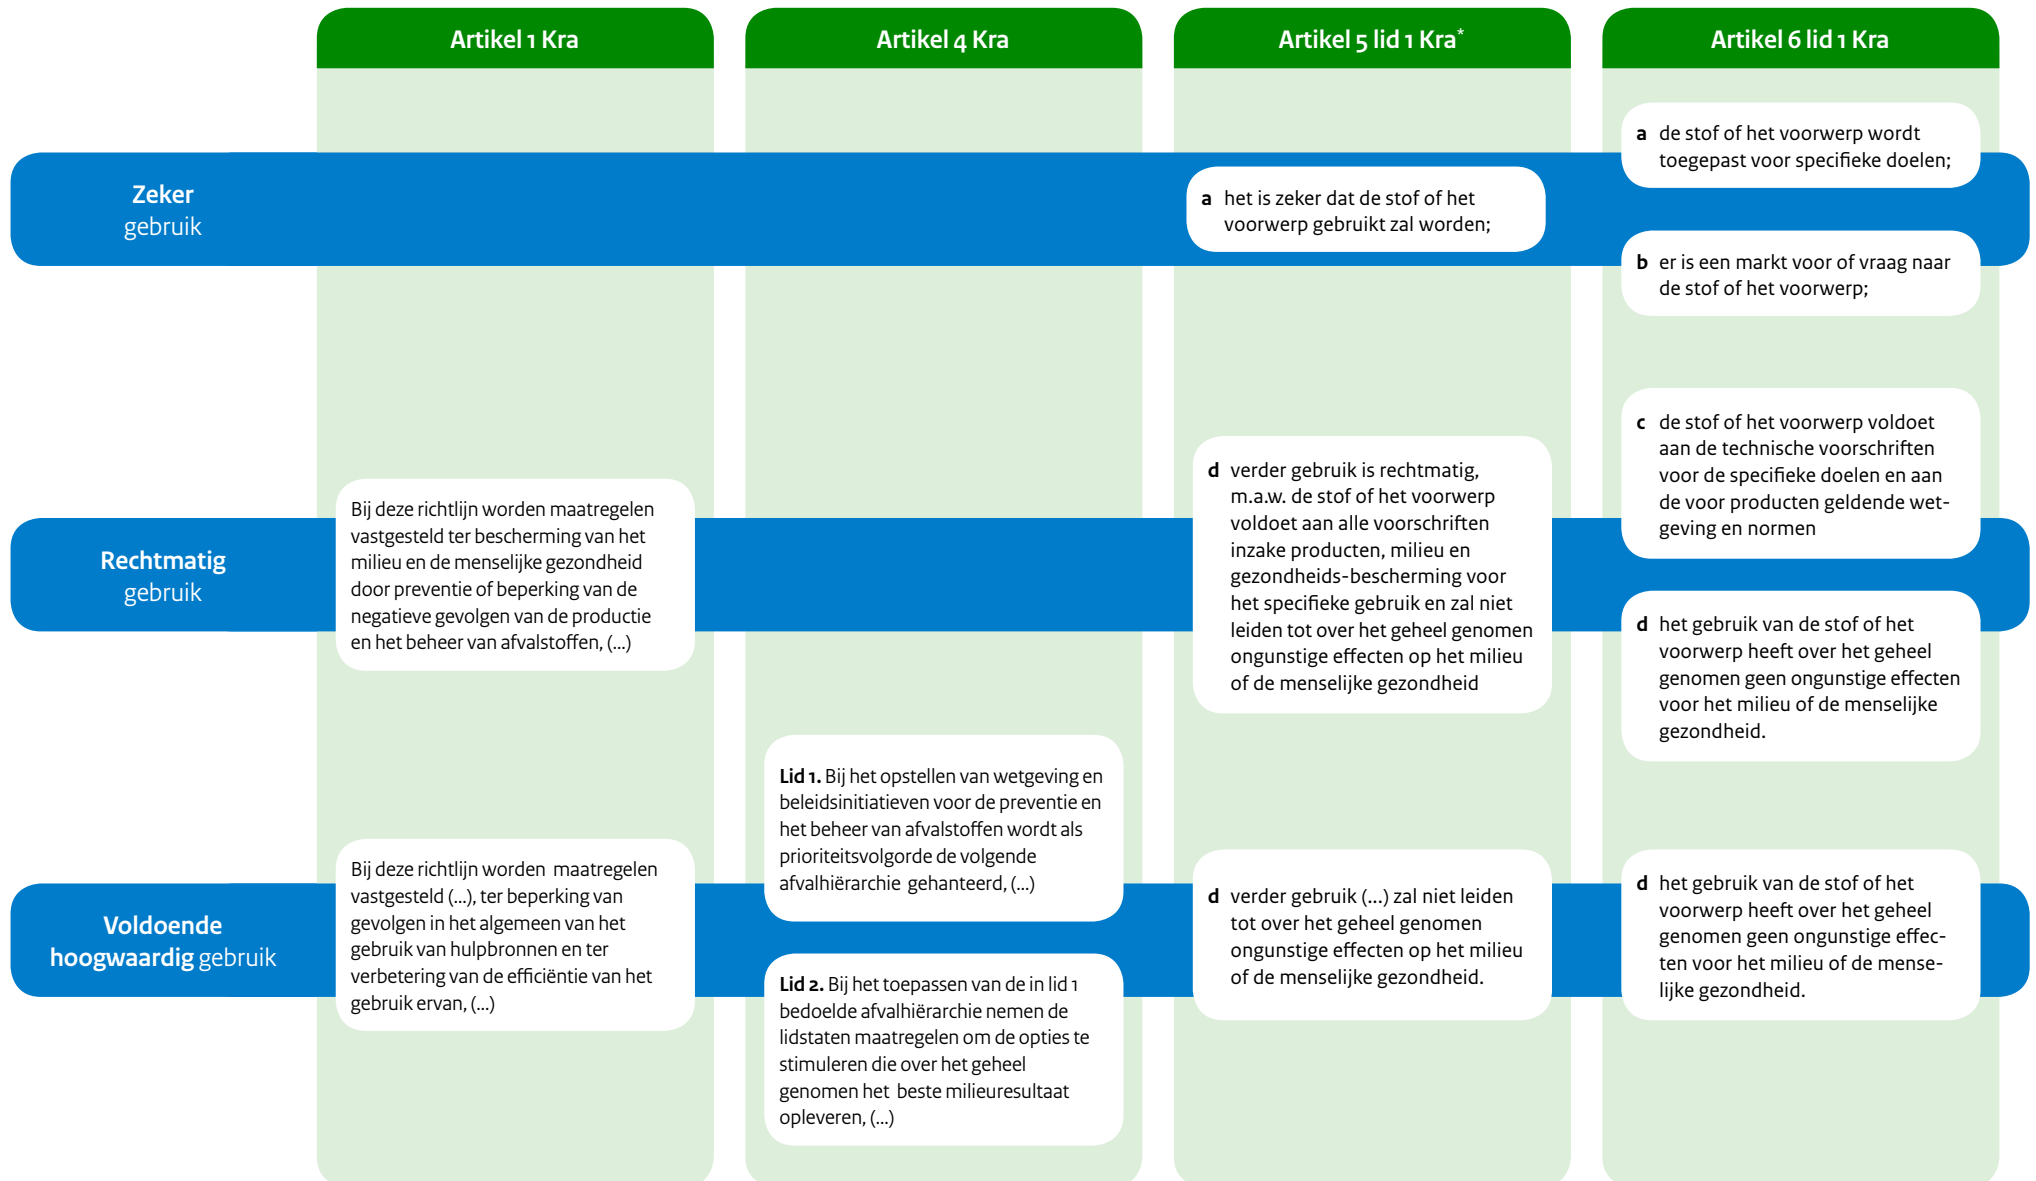 Artikel 1 Kra
Artikel 4 Kra
Artikel 5 lid 1 Kra*
Artikel 6 lid 1 Kra
Zeker
gebruik
a het is zeker dat de stof of het
voorwerp gebruikt zal worden;
a de stof of het voorwerp wordt
toegepast voor specifieke doelen;
b er is een markt voor of vraag naar
de stof of het voorwerp;
Rechtmatig
gebruik
Bij deze richtlijn worden maatregelen
vastgesteld ter bescherming van het
milieu en de menselijke gezondheid
door preventie of beperking van de
negatieve gevolgen van de productie
en het beheer van afvalstoffen, (...)
d verder gebruik is rechtmatig,
m.a.w. de stof of het voorwerp
voldoet aan alle voorschriften
inzake producten, milieu en
gezondheids-bescherming voor
het specifieke gebruik en zal niet
leiden tot over het geheel genomen
ongunstige effecten op het milieu
of de menselijke gezondheid
c de stof of het voorwerp voldoet
aan de technische voorschriften
voor de specifieke doelen en aan
de voor producten geldende wet-
geving en normen
d het gebruik van de stof of het
voorwerp heeft over het geheel
genomen geen ongunstige effecten
voor het milieu of de menselijke
gezondheid.
Voldoende
hoogwaardig gebruik
Bij deze richtlijn worden maatregelen
vastgesteld (...), ter beperking van
gevolgen in het algemeen van het
gebruik van hulpbronnen en ter
verbetering van de efficiëntie van het
gebruik ervan, (...)
Lid 1. Bij het opstellen van wetgeving en
beleidsinitiatieven voor de preventie en
het beheer van afvalstoffen wordt als
prioriteitsvolgorde de volgende
afvalhiërarchie gehanteerd, (...)
Lid 2. Bij het toepassen van de in lid 1
bedoelde afvalhiërarchie nemen de
lidstaten maatregelen om de opties te
stimuleren die over het geheel
genomen het beste milieuresultaat
opleveren, (...)
d verder gebruik (...) zal niet leiden
tot over het geheel genomen
ongunstige effecten op het milieu
of de menselijke gezondheid.
d het gebruik van de stof of het
voorwerp heeft over het geheel
genomen geen ongunstige effec-
ten voor het milieu of de mense-
lijke gezondheid.